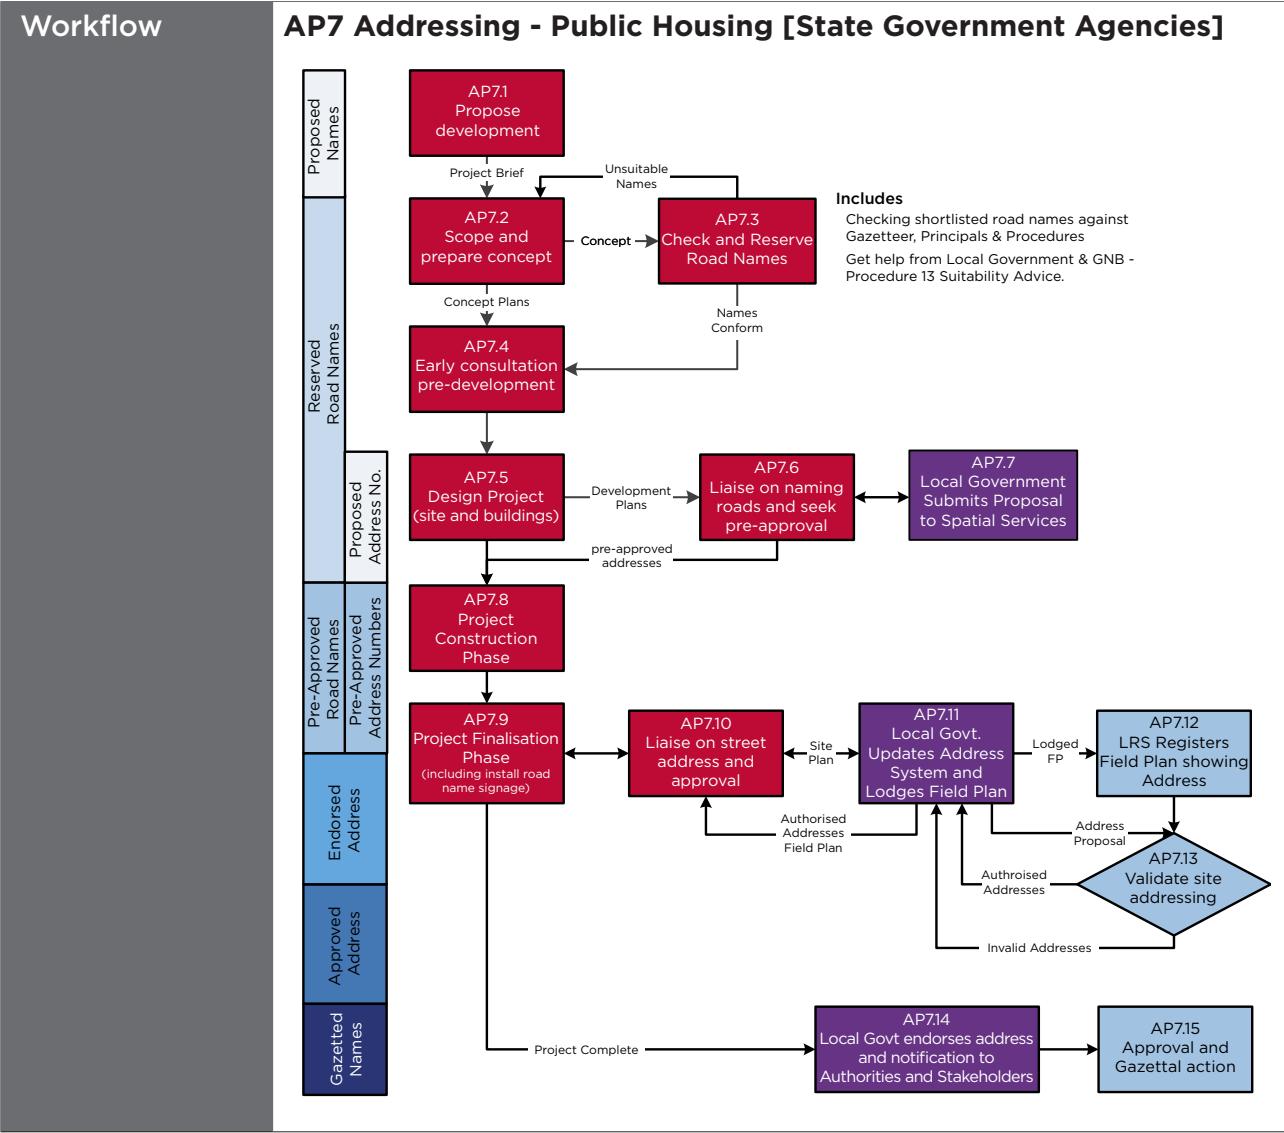 Workflow
AP7 Addressing - Public Housing [State Government Agencies]
Proposed
Names
AP7.1
Propose
development
Project Brief
Unsuitable
Names
Reserved
Road Names
AP7.2
Scope and
prepare concept
Concept
AP7.3
Check and Reserve
Road Names
Includes
Checking shortlisted road names against
Gazetteer, Principals & Procedures
Get help from Local Government & GNB -
Procedure 13 Suitability Advice.
Concept Plans
Names
Conform
AP7.4
Early consultation
pre-development
Proposed
Address No.
AP7.5
Design Project
(site and buildings)
Development
Plans
AP7.6
Liaise on naming
roads and seek
pre-approval
AP7.7
Local Government
Submits Proposal
to Spatial Services
pre-approved
addresses
Pre-Approved
Road Names
Pre-Approved
Address Numbers
AP7.8
Project
Construction
Phase
AP7.9
Project Finalisation
Phase
(including install road
name signage)
AP7.10
Liaise on street
address and
approval
Site
Plan
AP7.11
Local Govt.
Updates Address
System and
Lodges Field Plan
Lodged
FP
AP7.12
LRS Registers
Field Plan showing
Address
Endorsed
Address
Authorised
Addresses
Field Plan
Address
Proposal
AP7.13
Validate site
addressing
Authroised
Addresses
Invalid Addresses
Approved
Address
Gazetted
Names
Project Complete
AP7.14
Local Govt endorses address
and notification to
Authorities and Stakeholders
AP7.15
Approval and
Gazettal action